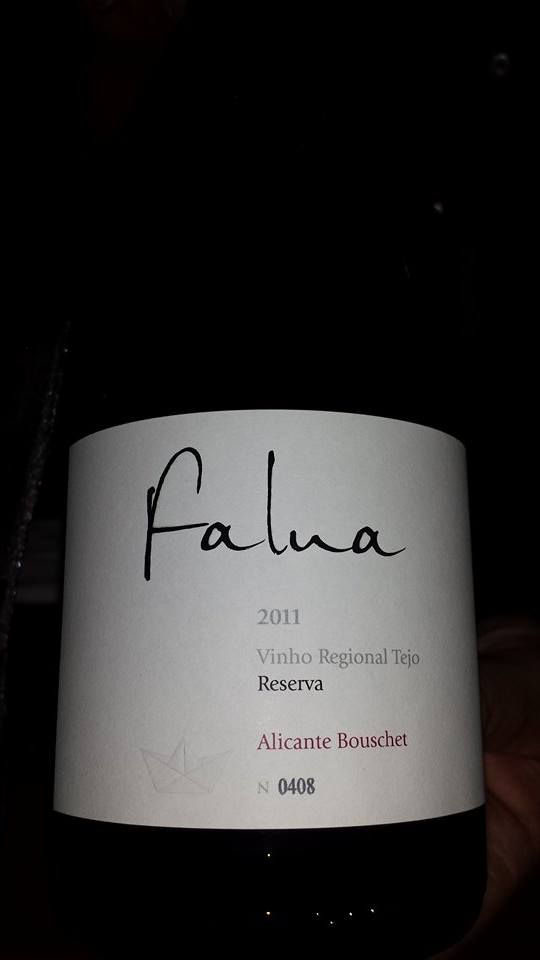 Falua
2011
Vinho Regional Tejo
Reserva
Alicante Bouschet
N 0408